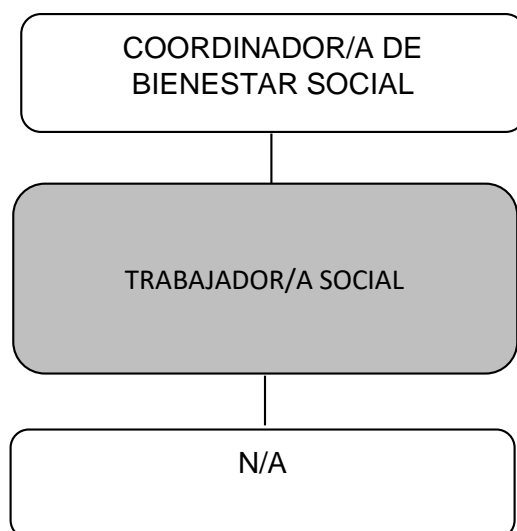 COORDINADOR/A DE
BIENESTAR SOCIAL
TRABAJADOR/A SOCIAL
N/A